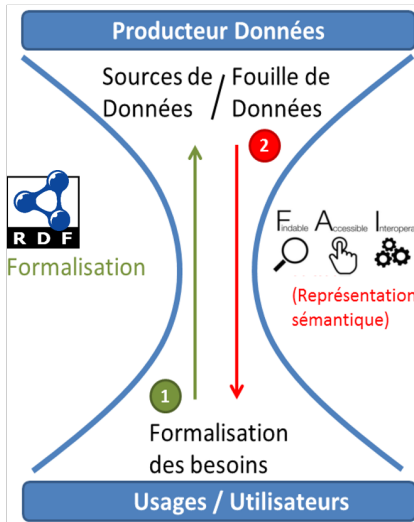 Producteur Données
Sources de / Fouille de
Données Données
2
RDF
Formalisation
Findable Accessible Interopera
(Représentation
sémantique)
1
Formalisation
des besoins
Usages / Utilisateurs